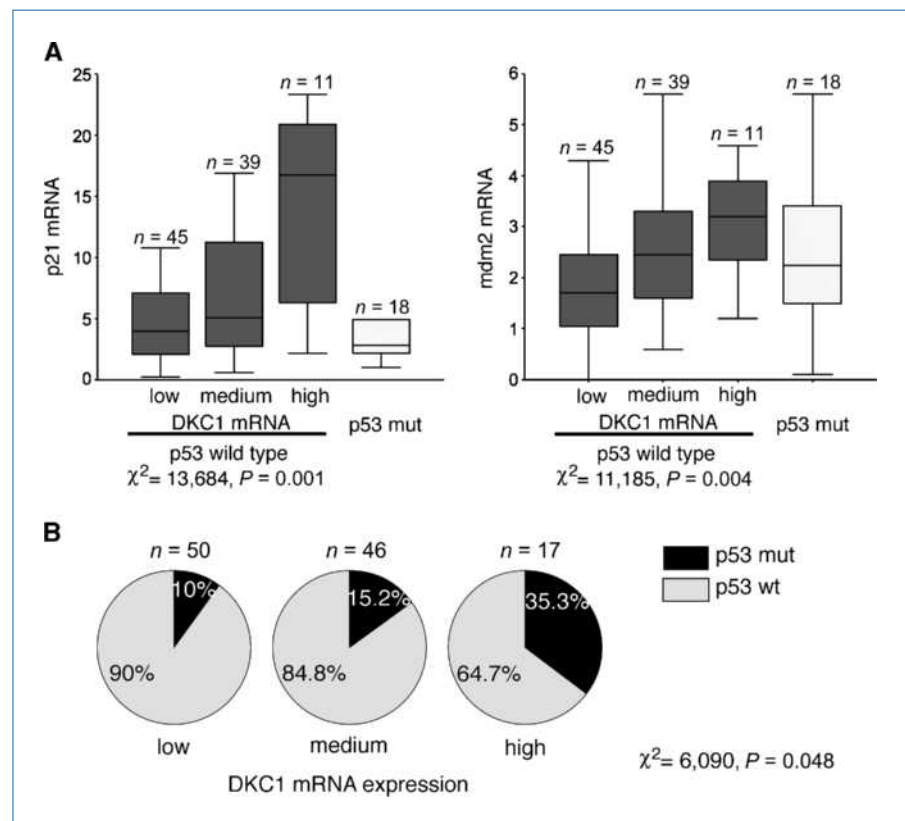 A
p21 mRNA
25
20
15
10
5
0
n = 45
n = 39
n = 11
n = 18
low medium high
DKC1 mRNA p53 mut
p53 wild type
χ²= 13,684, P = 0.001
mdm2 mRNA
6
5
4
3
2
1
0
n = 45
n = 39
n = 11
n = 18
low medium high
DKC1 mRNA p53 mut
p53 wild type
χ²= 11,185, P = 0.004
B
n = 50 n = 46 n = 17
10% 15.2% 35.3%
90% 84.8% 64.7%
low medium high
DKC1 mRNA expression
p53 mut
p53 wt
χ²= 6,090, P = 0.048